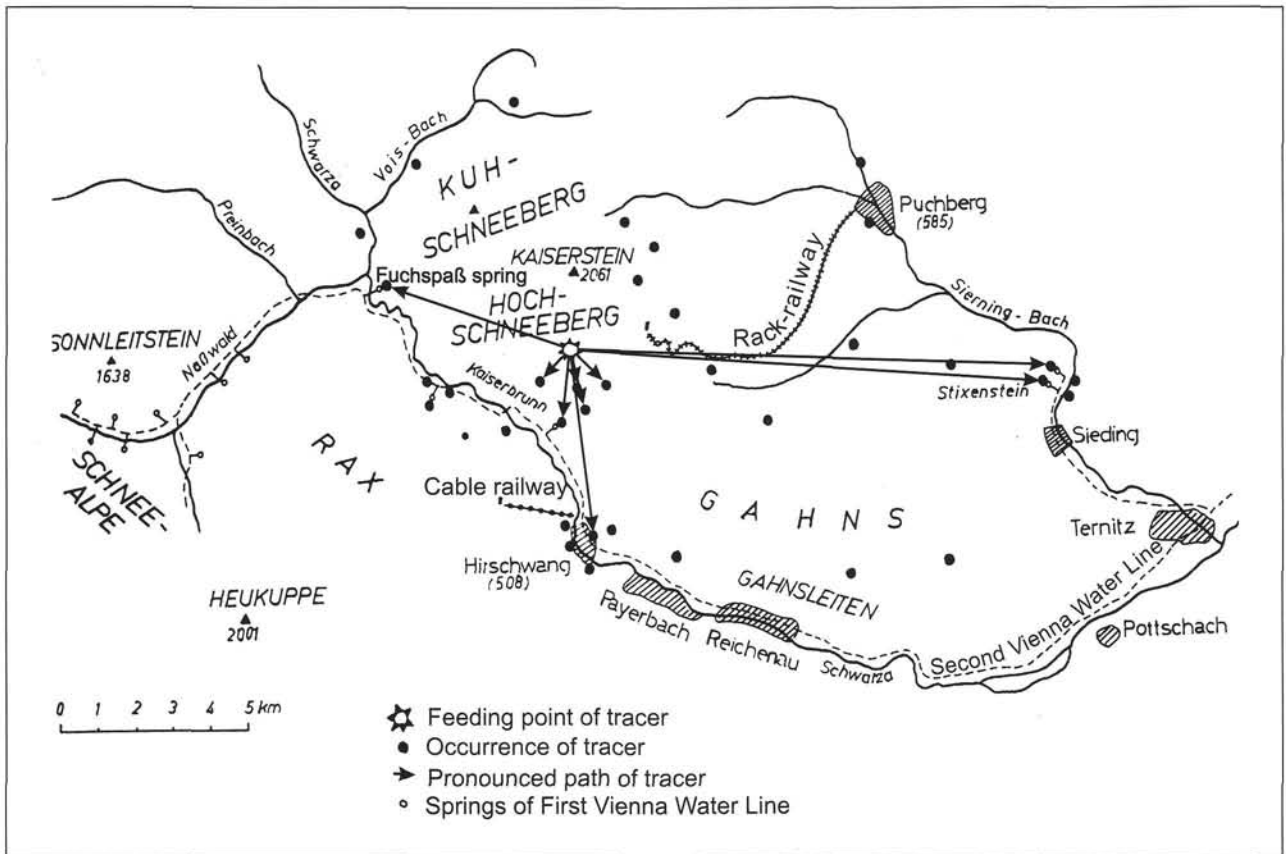 Schwarza
Vois-Bach
KUH-
SCHNEEBERG
Puchberg
(585)
Preinbach
KAISERSTEIN
2061
Fuchspaß spring
HOCH-
SCHNEEBERG
Rack-railway
Sierning-Bach
SONNLEITSTEIN
1638
Naßwald
Kaiserbrunn
Stixenstein
Sieding
RAX
SCHNEE-
ALPE
Cable railway
GAHNS
Ternitz
Hirschwang
(508)
GAHNSLEITEN
HEUKUPPE
2001
Payerbach
Reichenau
Schwarza
Second Vienna Water Line
Pottschach
0 1 2 3 4 5 km
Feeding point of tracer
Occurrence of tracer
Pronounced path of tracer
Springs of First Vienna Water Line